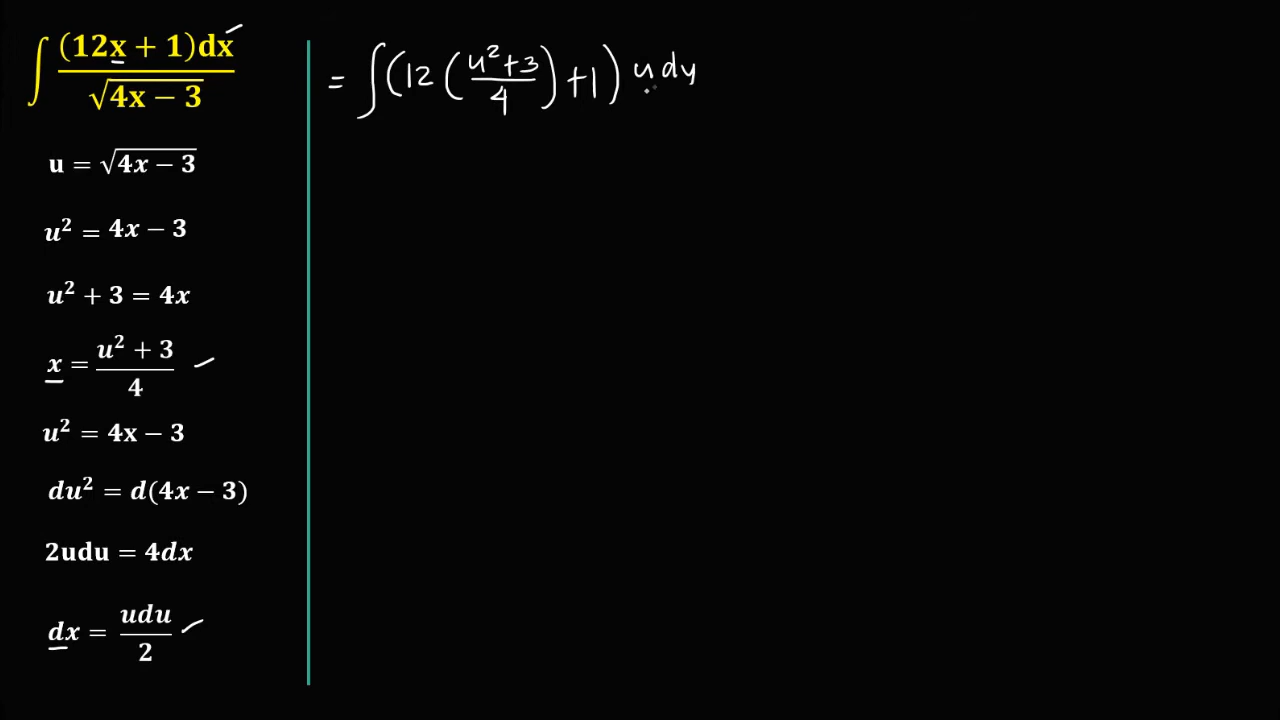 ∫ (12x + 1)dx / √(4x − 3)
= ∫ (12 ((u² + 3) / 4) + 1) u du
u = √(4x − 3)
u² = 4x − 3
u² + 3 = 4x
x = (u² + 3) / 4
u² = 4x − 3
du² = d(4x − 3)
2udu = 4dx
dx = udu / 2